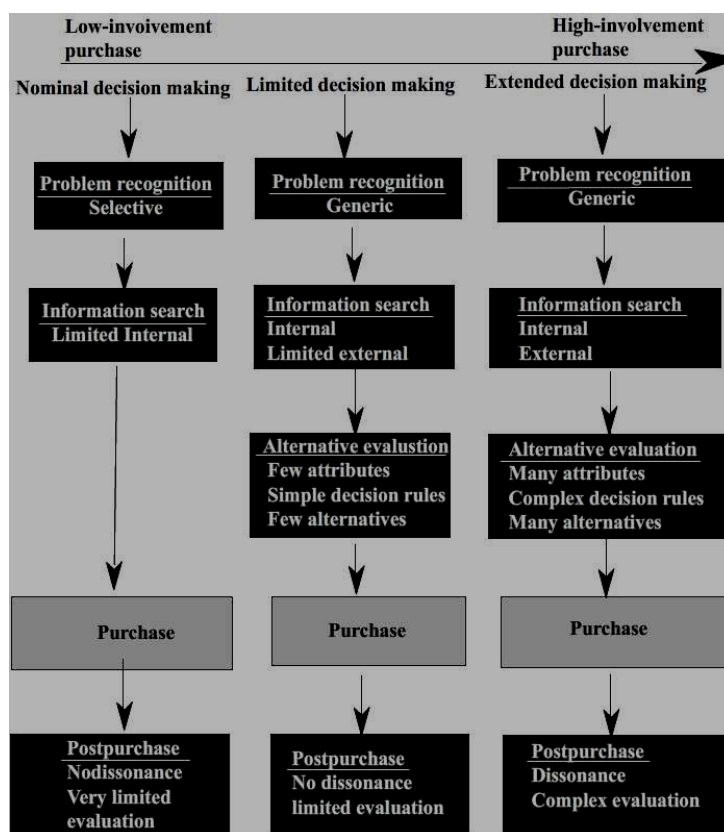 Low-invoivement
purchase
High-involvement
purchase
Nominal decision making
Limited decision making
Extended decision making
Problem recognition
Selective
Problem recognition
Generic
Problem recognition
Generic
Information search
Limited Internal
Information search
Internal
Limited external
Information search
Internal
External
Alternative evalustion
Few attributes
Simple decision rules
Few alternatives
Alternative evaluation
Many attributes
Complex decision rules
Many alternatives
Purchase
Purchase
Purchase
Postpurchase
Nodissonance
Very limited
evaluation
Postpurchase
No dissonance
limited evaluation
Postpurchase
Dissonance
Complex evaluation